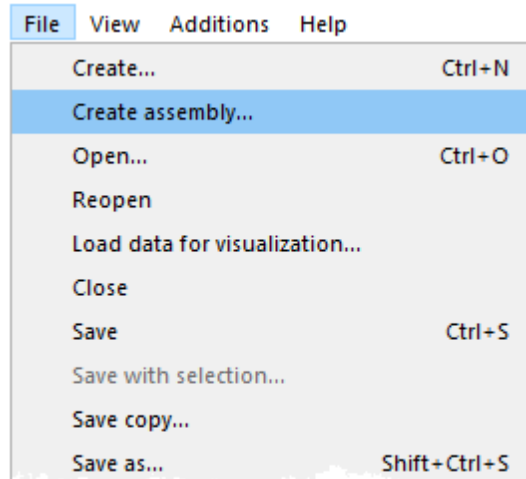 File View Additions Help
Create... Ctrl+N
Create assembly...
Open... Ctrl+O
Reopen
Load data for visualization...
Close
Save Ctrl+S
Save with selection...
Save copy...
Save as... Shift+Ctrl+S